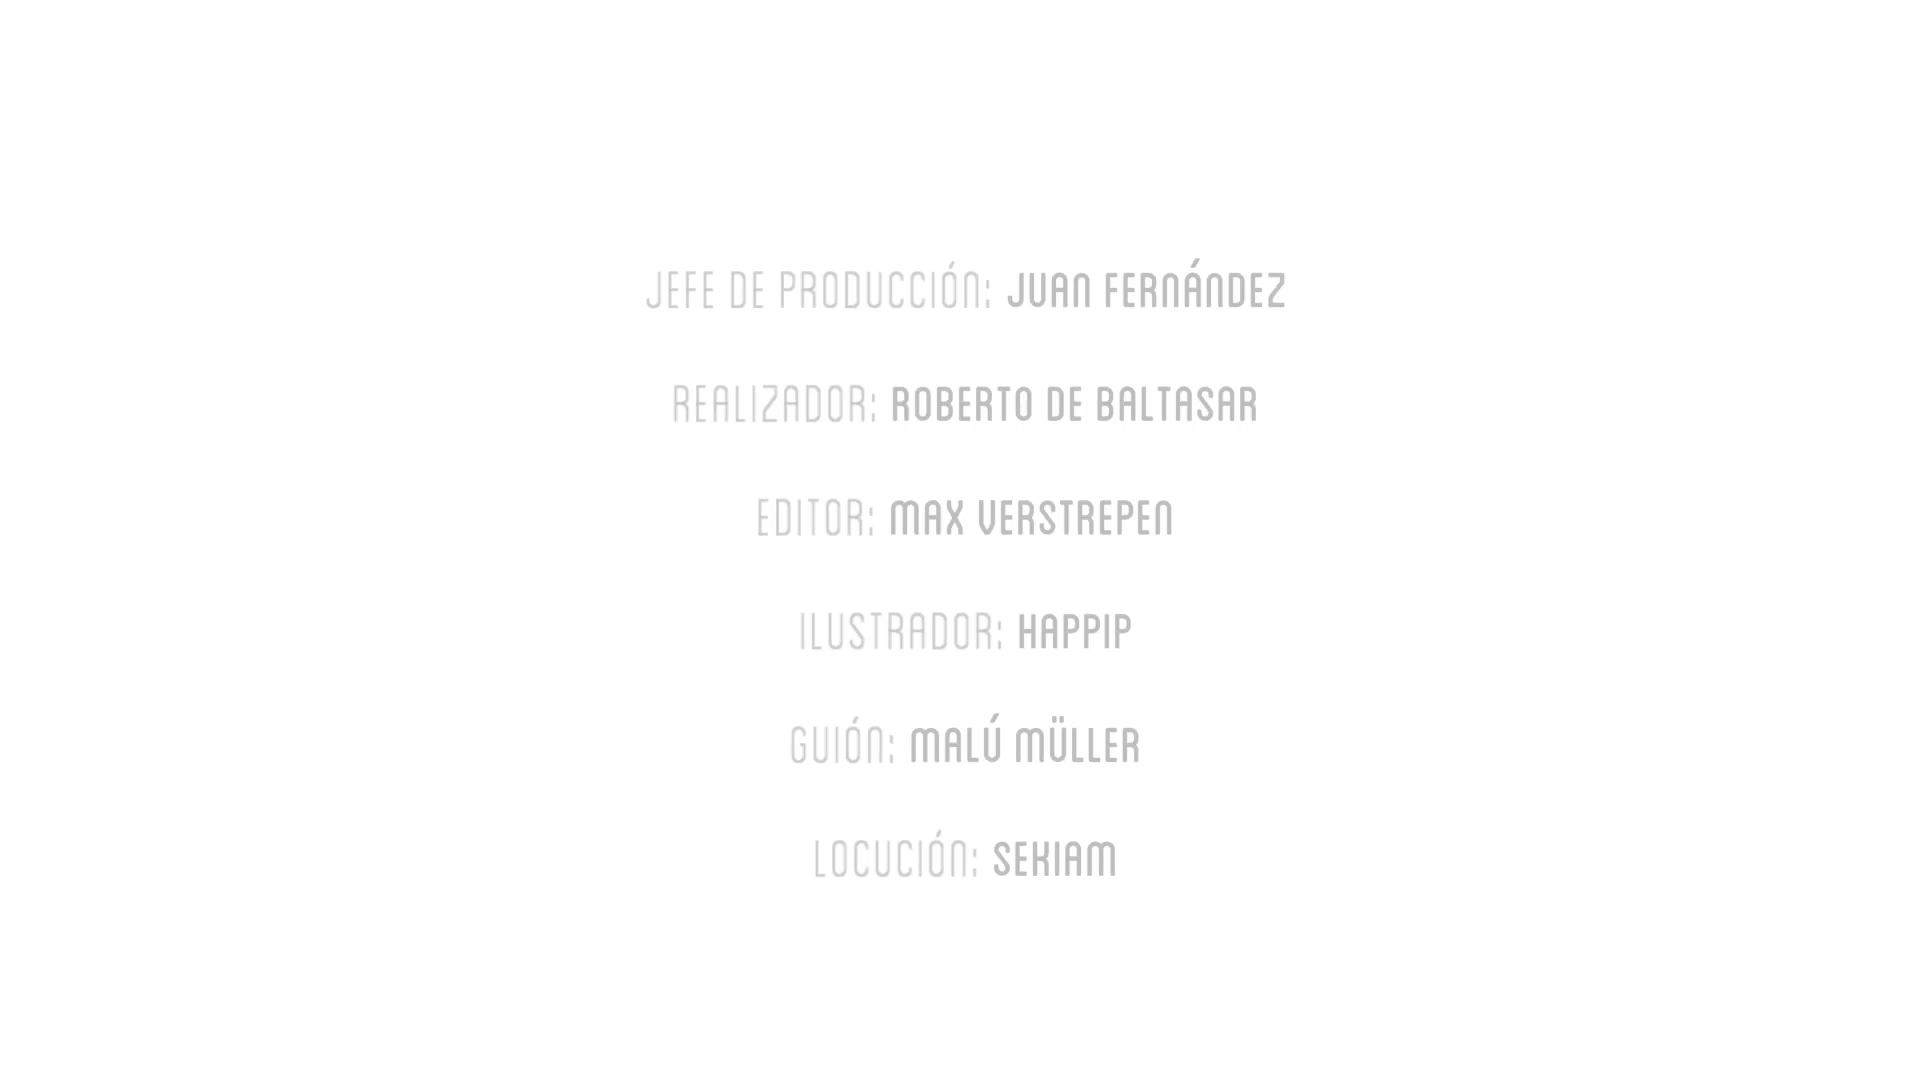 JEFE DE PRODUCCIÓN: JUAN FERNÁNDEZ
REALIZADOR: ROBERTO DE BALTASAR
EDITOR: MAX VERSTREPEN
ILUSTRADOR: HAPPIP
GUIÓN: MALÚ MÜLLER
LOCUCIÓN: SEKIAM